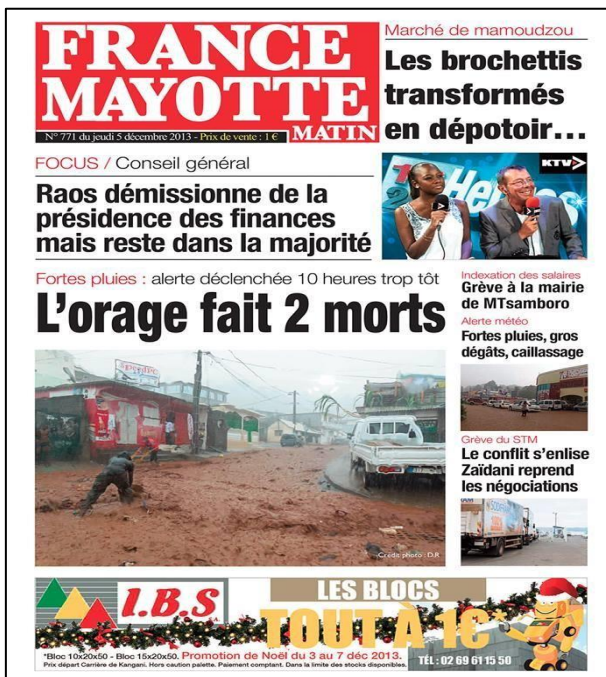 FRANCE
MAYOTTE
MATIN
N° 771 du jeudi 5 décembre 2013 - Prix de vente : 1 €
Marché de mamoudzou
Les brochettis
transformés
en dépotoir...
FOCUS / Conseil général
Raos démissionne de la
présidence des finances
mais reste dans la majorité
KTV
Fortes pluies : alerte déclenchée 10 heures trop tôt
L'orage fait 2 morts
Crédit photo : D.R
Indexation des salaires
Grève à la mairie
de MTsamboro
Alerte météo
Fortes pluies, gros
dégâts, caillassage
Grève du STM
Le conflit s'enlise
Zaïdani reprend
les négociations
I.B.S
LES BLOCS
TOUT À 1€*
*Bloc 10x20x50 - Bloc 15x20x50. Promotion de Noël du 3 au 7 déc 2013.
Prix départ Carrière de Kangani. Hors caution palette. Paiement comptant. Dans la limite des stocks disponibles.
TÉL : 02 69 61 15 50